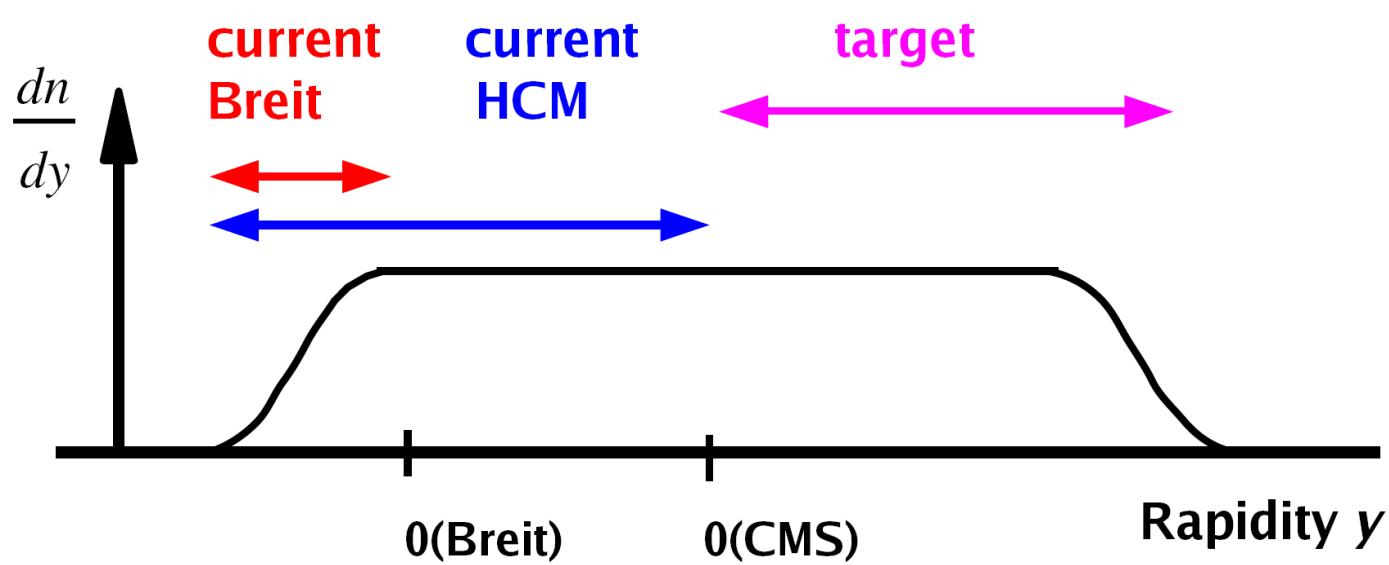 current
Breit
current
HCM
target
dn
dy
0(Breit)
0(CMS)
Rapidity y